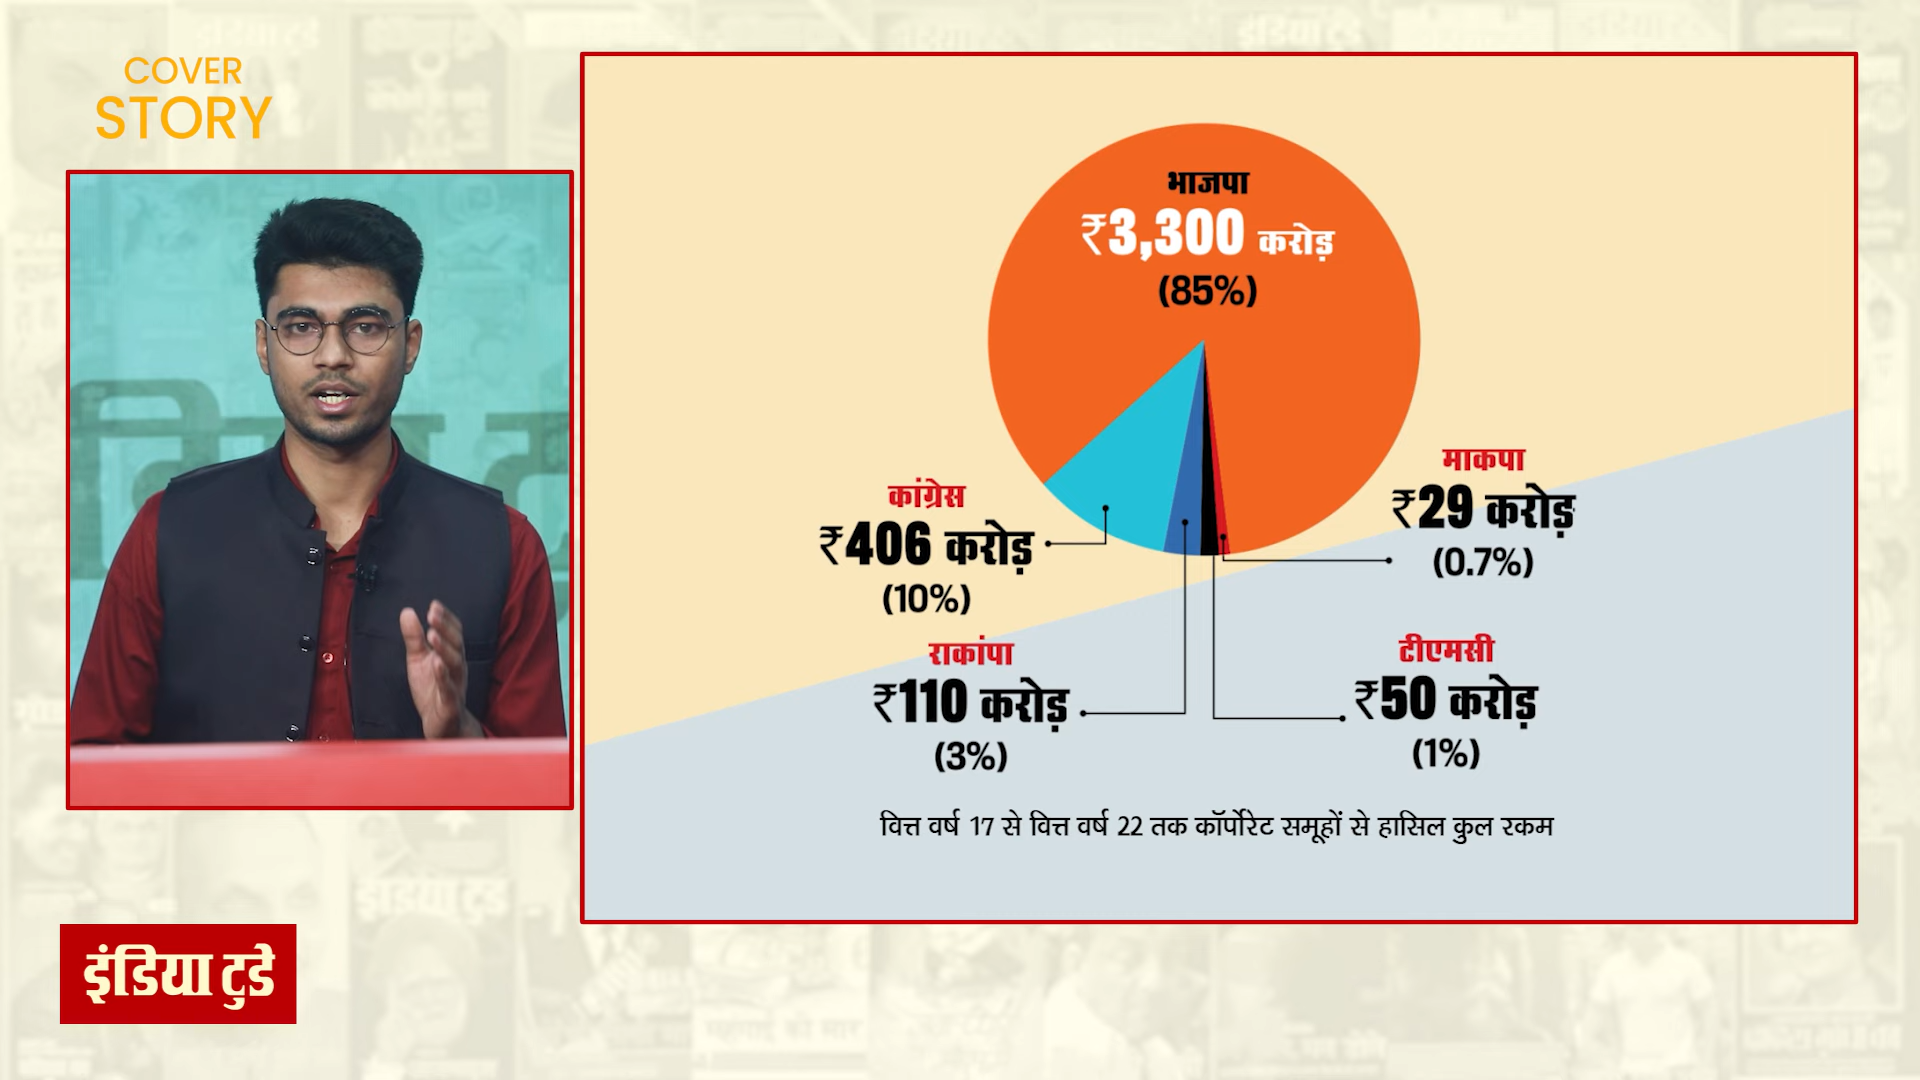 COVER
STORY
भाजपा
₹3,300 करोड़
(85%)
कांग्रेस
₹406 करोड़
(10%)
माकपा
₹29 करोड़
(0.7%)
राकांपा
₹110 करोड़
(3%)
टीएमसी
₹50 करोड़
(1%)
वित्त वर्ष 17 से वित्त वर्ष 22 तक कॉर्पोरेट समूहों से हासिल कुल रकम
इंडिया टुडे